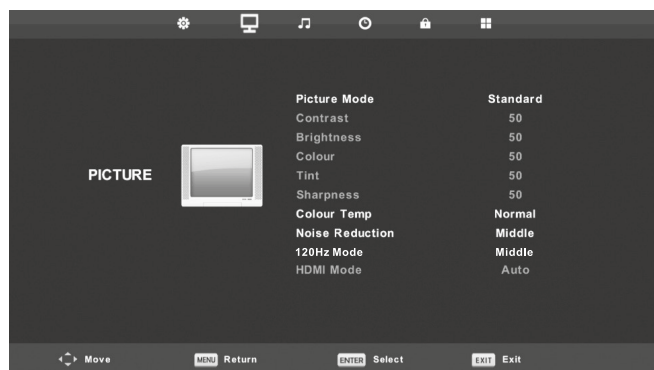 Picture Mode Standard
Contrast 50
Brightness 50
Colour 50
PICTURE
Tint 50
Sharpness 50
Colour Temp Normal
Noise Reduction Middle
120Hz Mode Middle
HDMI Mode Auto
Move MENU Return ENTER Select EXIT Exit